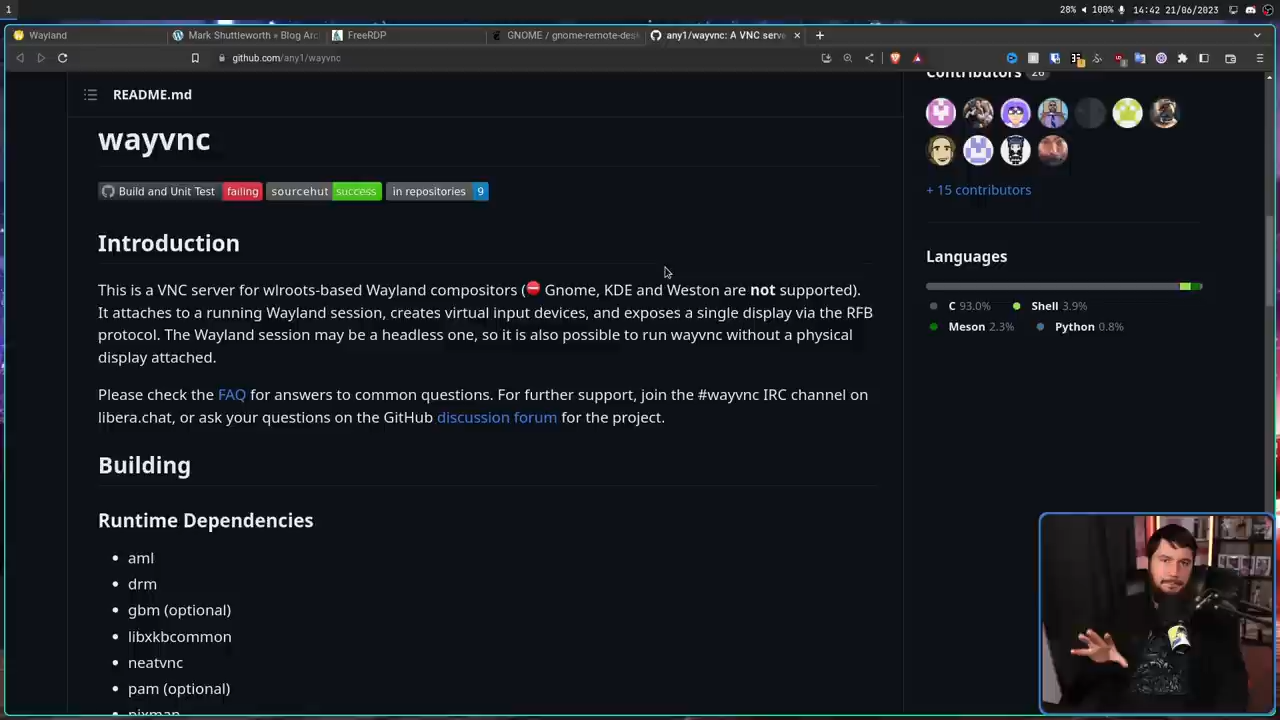 1
28% 100% 14:42 21/06/2023
Wayland
Mark Shuttleworth » Blog Arc
FreeRDP
GNOME / gnome-remote-desk
any1/wayvnc: A VNC serve
github.com/any1/wayvnc
README.md
wayvnc
Build and Unit Test failing
sourcehut success
in repositories 9
Introduction
This is a VNC server for wlroots-based Wayland compositors (⛔ Gnome, KDE and Weston are not supported).
It attaches to a running Wayland session, creates virtual input devices, and exposes a single display via the RFB
protocol. The Wayland session may be a headless one, so it is also possible to run wayvnc without a physical
display attached.
Please check the FAQ for answers to common questions. For further support, join the #wayvnc IRC channel on
libera.chat, or ask your questions on the GitHub discussion forum for the project.
Building
Runtime Dependencies
• aml
• drm
• gbm (optional)
• libxkbcommon
• neatvnc
• pam (optional)
• pixman
Contributors 26
+ 15 contributors
Languages
C 93.0%
Shell 3.9%
Meson 2.3%
Python 0.8%